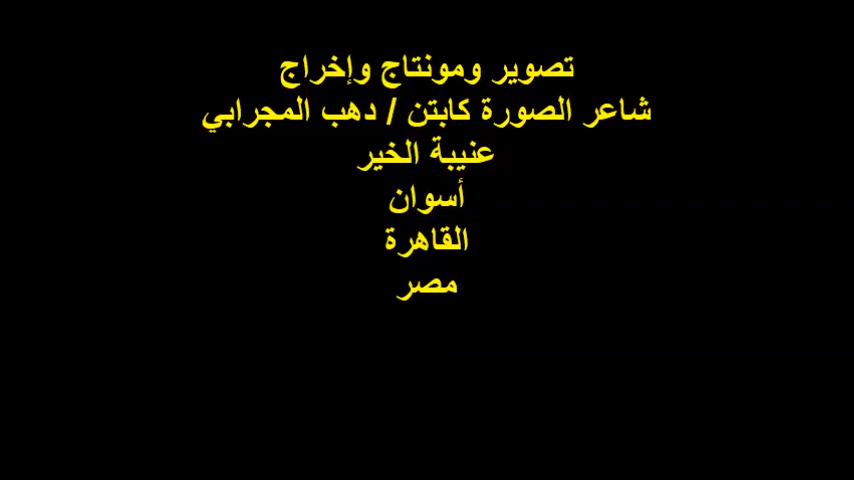 تصوير ومونتاج وإخراج
شاعر الصورة كابتن / دهب المجرابي
عنيبة الخير
أسوان
القاهرة
مصر